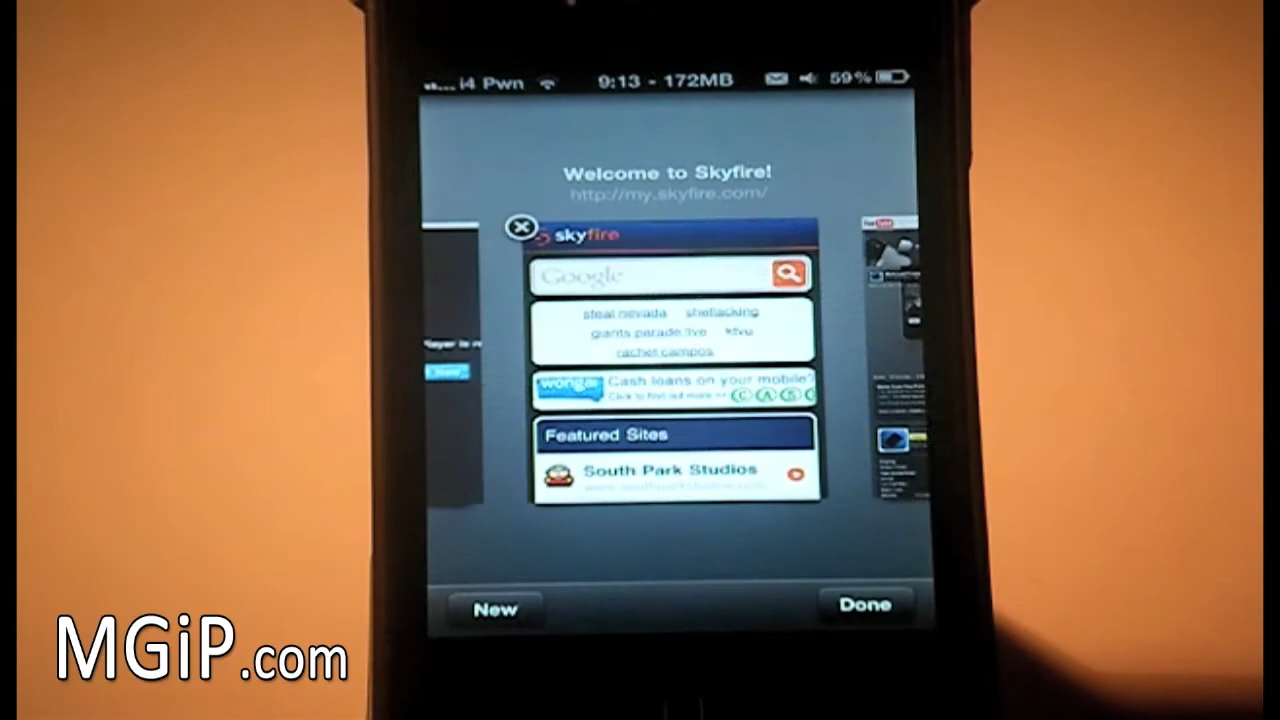 i4 Pwn 9:13 - 172MB 59%
Welcome to Skyfire!
http://my.skyfire.com/
skyfire
Google
steal nevada shellacking
giants parade live ktvu
rachel campos
wonga Cash loans on your mobile?
Click to find out more >> C A S
Featured Sites
South Park Studios
New Done
MGiP.com